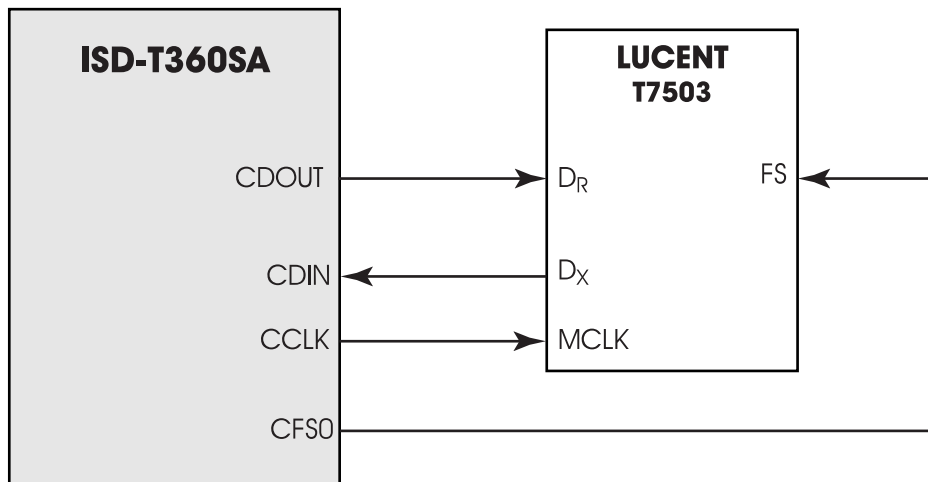 ISD-T360SA
LUCENT
T7503
CDOUT
DR
FS
CDIN
DX
CCLK
MCLK
CFS0